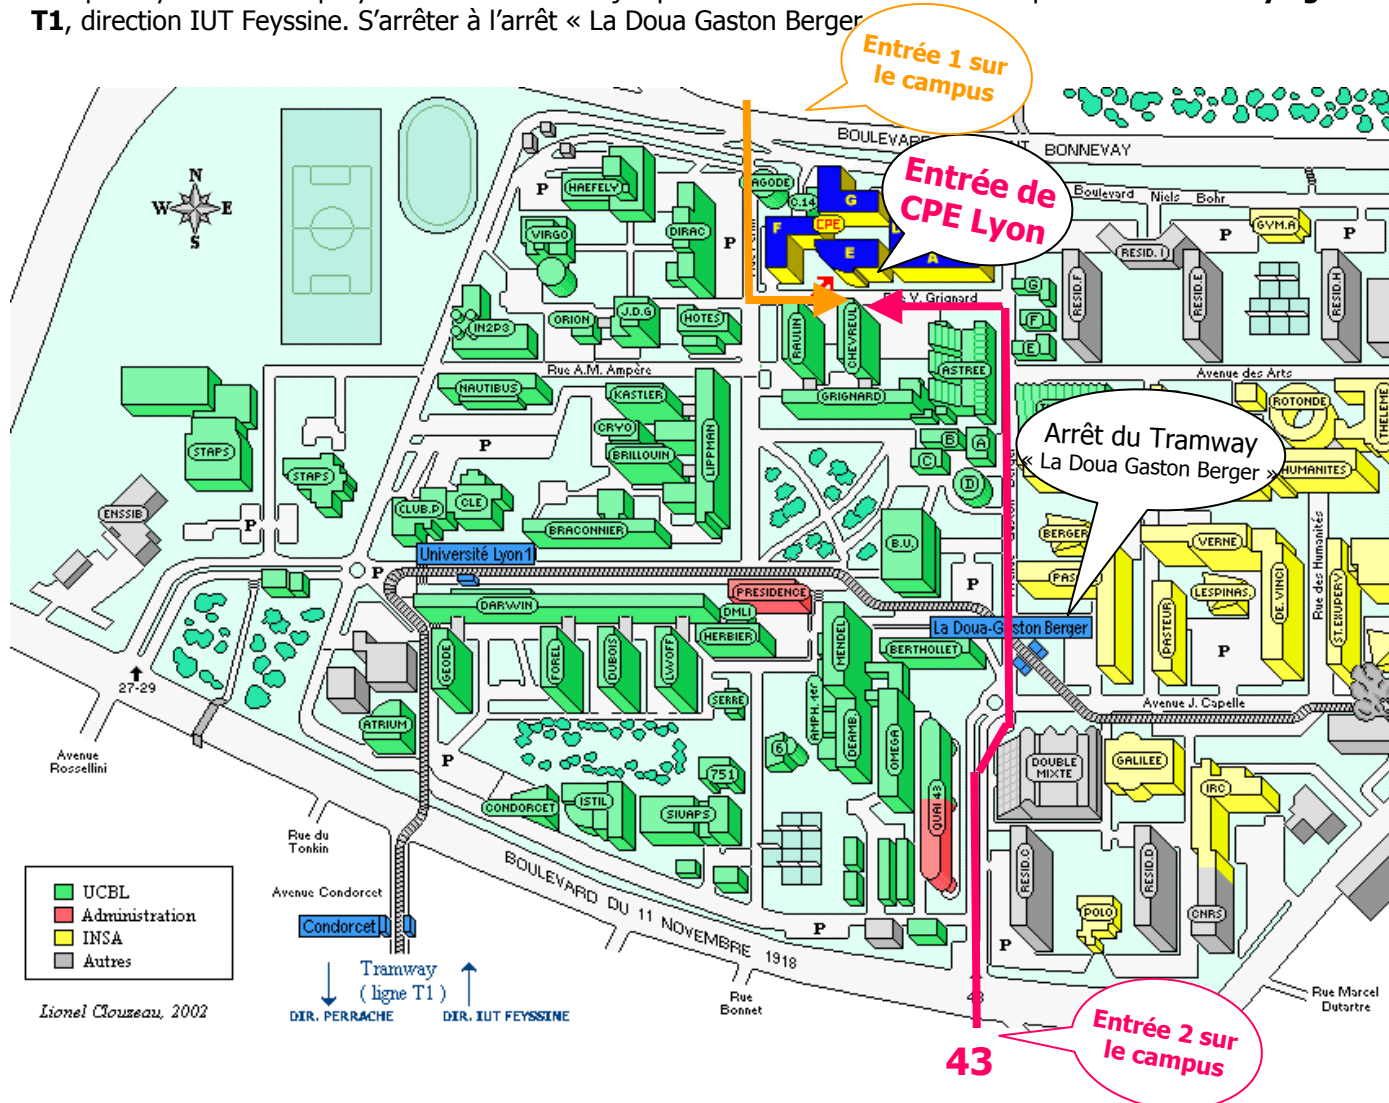 T1, direction IUT Feyssine. S'arrêter à l'arrêt « La Doua Gaston Berger
Entrée 1 sur
le campus
BOULEVARD
BONNEVAY
Entrée de
CPE Lyon
N
W
E
S
P
HAEFELY
VIRGO
DIRAC
P
C.14
G
F
CPE
E
A
Boulevard Niels Bohr
P
GVM.A
P
RESID.F
RESID.I
RESID.E
RESID.H
Rue V. Grignard
G
F
E
IN2P3
ORION
J.D.G
HOTES
RAULIN
CHEVREUL
ASTREE
Rue A.M. Ampère
Avenue des Arts
NAUTIBUS
KASTLER
GRIGNARD
ROTONDE
THELEME
CRYO
BRILLOUIN
LIPPMAN
P
B
A
C
D
Arrêt du Tramway
« La Doua Gaston Berger »
HUMANITES
STAPS
STAPS
ENSSIB
P
CLUB.P
CLE
BRACONNIER
B.U.
BERGER
VERNE
Rue des Humanités
Université Lyon 1
P
PRESIDENCE
P
LESPINAS.
DARWIN
DMLI
HERBIER
La Doua-Gaston Berger
PASTEUR
DE. VINCI
ST. EXUPERY
P
GEODE
FOREL
DUBOIS
LWOFF
MENDEL
BERTHOLLET
27-29
SERRE
AMPH. 1er
DEAMB.
OMEGA
Avenue J. Capelle
ATRIUM
P
6
DOUBLE
MIXTE
GALILEE
Avenue
Rossellini
751
IRC
CONDORCET
ISTIL
SIUAPS
QUAI 43
Rue du
Tonkin
BOULEVARD DU 11 NOVEMBRE 1918
RESID.C
RESID.D
UCBL
Administration
INSA
Autres
Avenue Condorcet
Condorcet
P
P
POLO
CNRS
Tramway
( ligne T1 )
DIR. PERRACHE
DIR. IUT FEYSSINE
Lionel Clouzeau, 2002
Rue
Bonnet
Rue Marcel
Dutartre
43
Entrée 2 sur
le campus